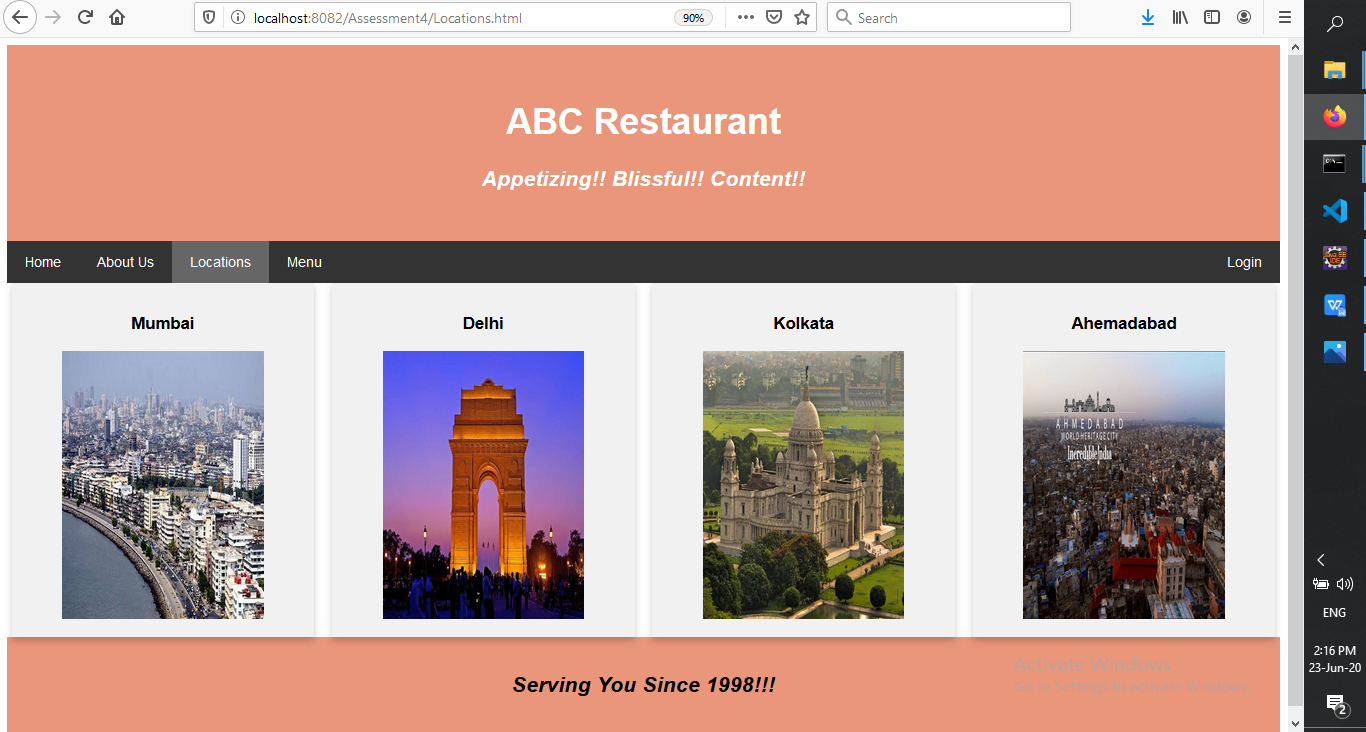 localhost:8082/Assessment4/Locations.html
90%
Search
ABC Restaurant
Appetizing!! Blissful!! Content!!
Home About Us Locations Menu Login
Mumbai Delhi Kolkata Ahemadabad
AHMEDABAD
WORLD HERITAGE CITY
Incredible India
Serving You Since 1998!!!
Activate Windows
Go to Settings to activate Windows.
ENG
2:16 PM
23-Jun-20
2